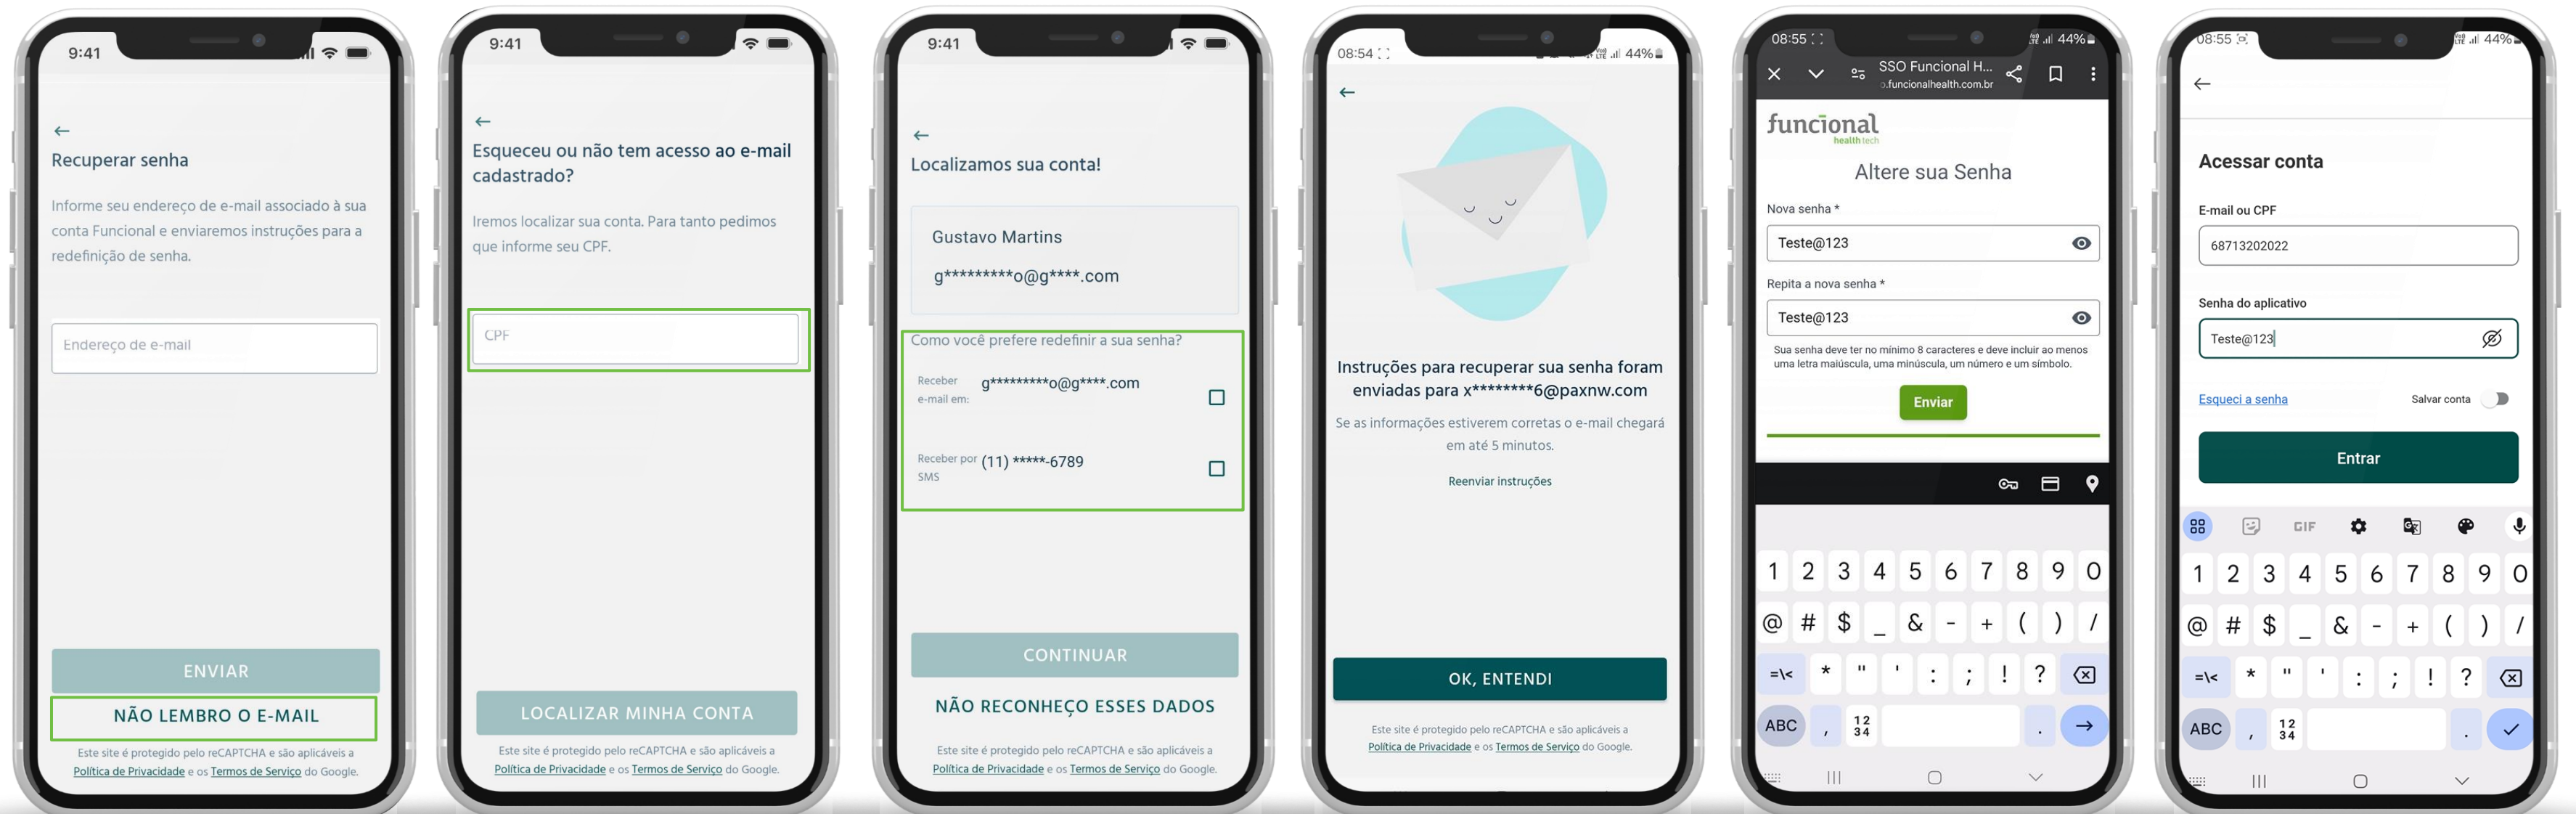 9:41
Recuperar senha
Informe seu endereço de e-mail associado à sua
conta Funcional e enviaremos instruções para a
redefinição de senha.
Endereço de e-mail
ENVIAR
NÃO LEMBRO O E-MAIL
Este site é protegido pelo reCAPTCHA e são aplicáveis a
Política de Privacidade e os Termos de Serviço do Google.
9:41
Esqueceu ou não tem acesso ao e-mail
cadastrado?
Iremos localizar sua conta. Para tanto pedimos
que informe seu CPF.
CPF
LOCALIZAR MINHA CONTA
Este site é protegido pelo reCAPTCHA e são aplicáveis a
Política de Privacidade e os Termos de Serviço do Google.
9:41
Localizamos sua conta!
Gustavo Martins
g*********o@g****.com
Como você prefere redefinir a sua senha?
Receber
e-mail em:
g*********o@g****.com
Receber por
SMS
(11) *****-6789
CONTINUAR
NÃO RECONHEÇO ESSES DADOS
Este site é protegido pelo reCAPTCHA e são aplicáveis a
Política de Privacidade e os Termos de Serviço do Google.
08:54
44%
Instruções para recuperar sua senha foram
enviadas para x********6@paxnw.com
Se as informações estiverem corretas o e-mail chegará
em até 5 minutos.
Reenviar instruções
OK, ENTENDI
Este site é protegido pelo reCAPTCHA e são aplicáveis a
Política de Privacidade e os Termos de Serviço do Google.
08:55
44%
SSO Funcional H...
o.funcionalhealth.com.br
funcional
health tech
Altere sua Senha
Nova senha *
Teste@123
Repita a nova senha *
Teste@123
Sua senha deve ter no mínimo 8 caracteres e deve incluir ao menos
uma letra maiúscula, uma minúscula, um número e um símbolo.
Enviar
1 2 3 4 5 6 7 8 9 0
@ # $ _ & - + ( ) /
=\< * " ' : ; ! ?
ABC , 12 34 .
08:55
44%
Acessar conta
E-mail ou CPF
68713202022
Senha do aplicativo
Teste@123
Esqueci a senha
Salvar conta
Entrar
GIF
1 2 3 4 5 6 7 8 9 0
@ # $ _ & - + ( ) /
=\< * " ' : ; ! ?
ABC , 12 34 .